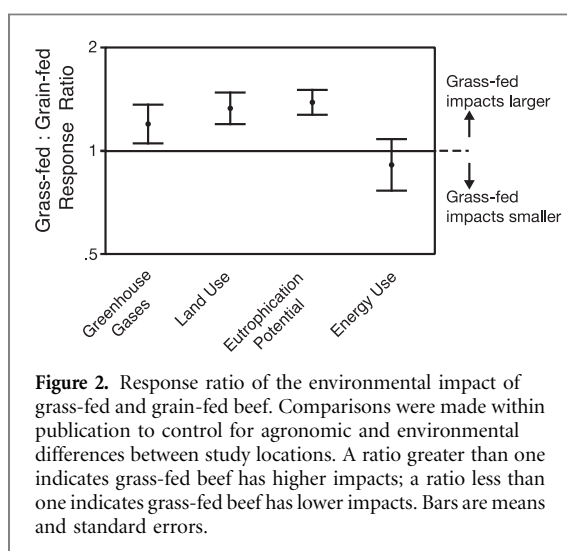 2
1
.5
Grass-fed : Grain-fed
Response Ratio
Grass-fed
impacts larger
Grass-fed
impacts smaller
Greenhouse
Gases
Land Use
Eutrophication
Potential
Energy Use
Figure 2. Response ratio of the environmental impact of
grass-fed and grain-fed beef. Comparisons were made within
publication to control for agronomic and environmental
differences between study locations. A ratio greater than one
indicates grass-fed beef has higher impacts; a ratio less than
one indicates grass-fed beef has lower impacts. Bars are means
and standard errors.